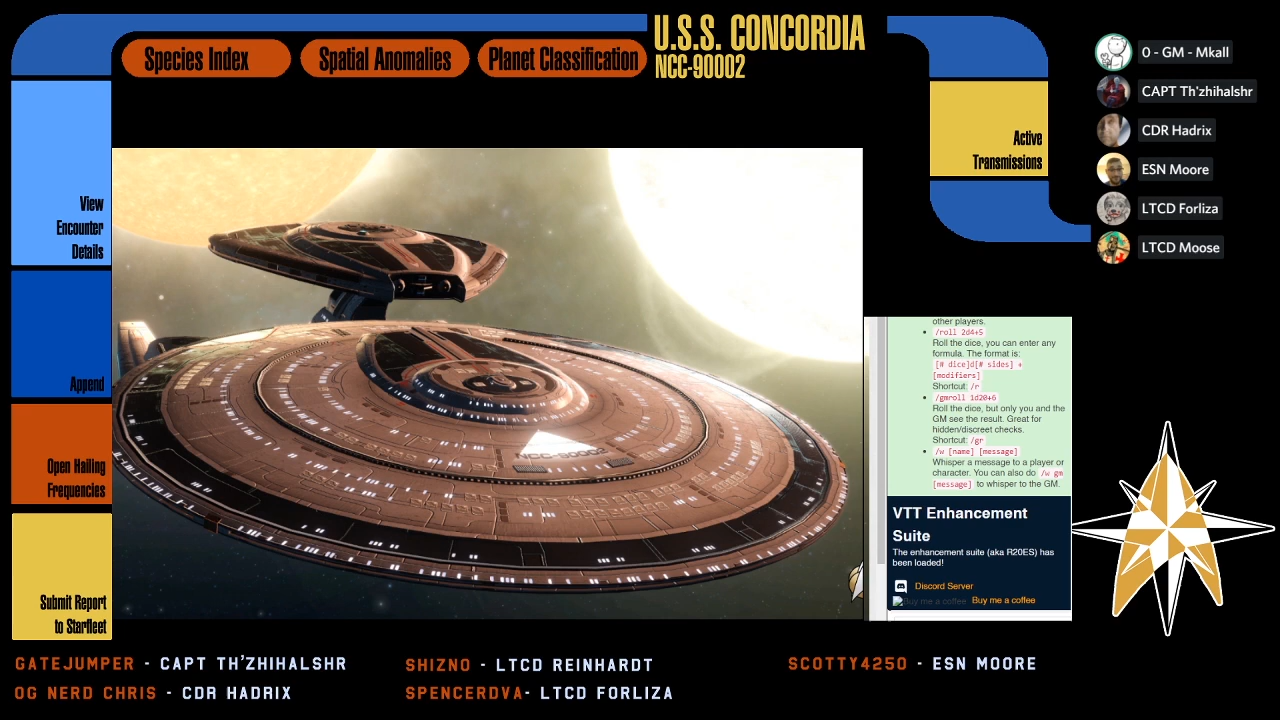 Species Index
Spatial Anomalies
Planet Classification
U.S.S. CONCORDIA
NCC-90002
View
Encounter
Details
Append
Open Hailing
Frequencies
Submit Report
to Starfleet
NCC-90002
Active
Transmissions
0 - GM - Mkall
CAPT Th'zhihalshr
CDR Hadrix
ESN Moore
LTCD Forliza
LTCD Moose
other players.
/roll 2d4+5
Roll the dice, you can enter any
formula. The format is:
[# dice]d[# sides] +
[modifiers]
Shortcut: /r
/gmroll 1d20+6
Roll the dice, but only you and the
GM see the result. Great for
hidden/discreet checks.
Shortcut: /gr
/w [name] [message]
Whisper a message to a player or
character. You can also do /w gm
[message] to whisper to the GM.
VTT Enhancement
Suite
The enhancement suite (aka R20ES) has
been loaded!
Discord Server
Buy me a coffee Buy me a coffee
GATEJUMPER - CAPT TH'ZHIHALSHR
SHIZNO - LTCD REINHARDT
SCOTTY4250 - ESN MOORE
OG NERD CHRIS - CDR HADRIX
SPENCERDVA- LTCD FORLIZA